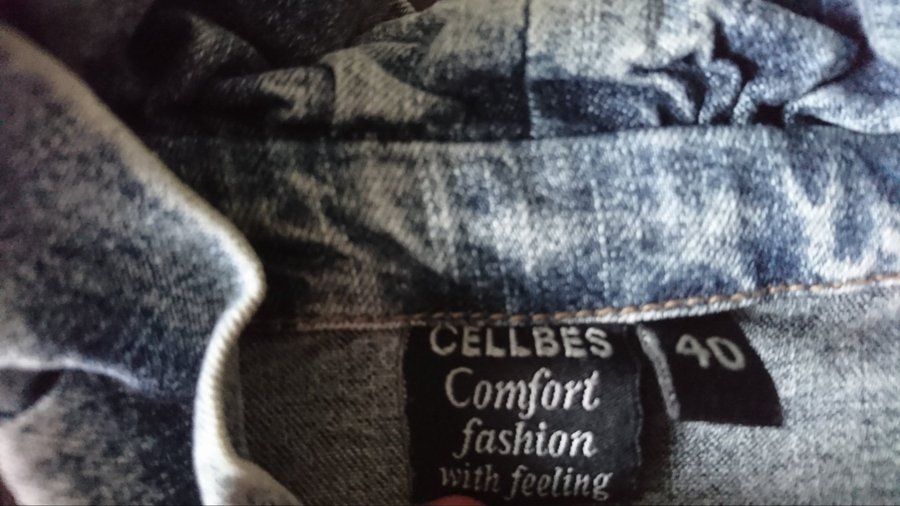 CELLBES
Comfort
fashion
with feeling
40